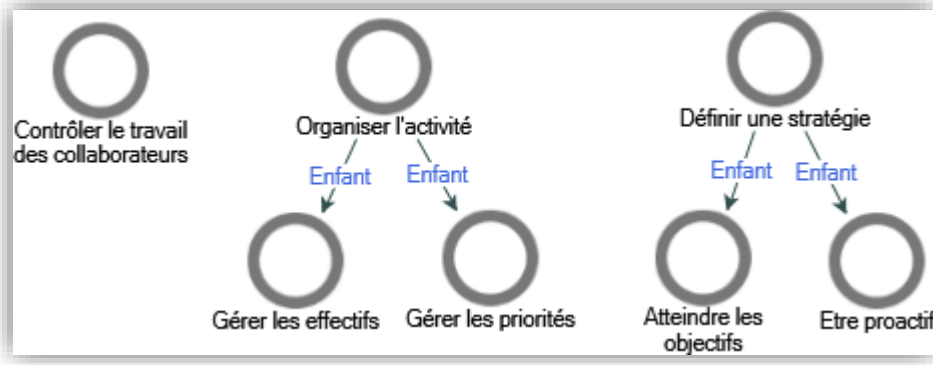 Contrôler le travail
des collaborateurs
Organiser l'activité
Définir une stratégie
Enfant
Enfant
Enfant
Enfant
Gérer les effectifs
Gérer les priorités
Atteindre les
objectifs
Etre proactif